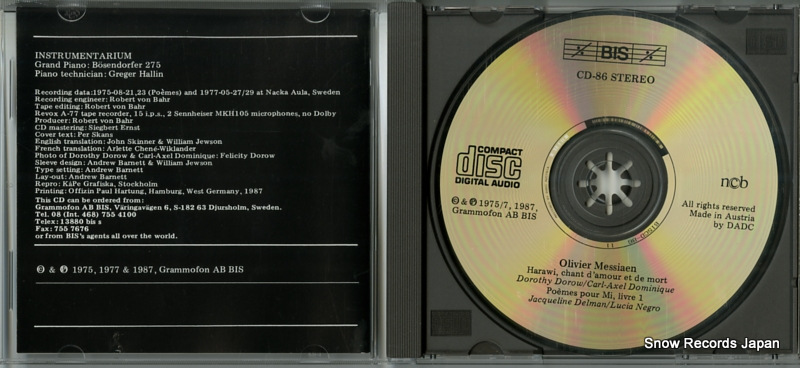 INSTRUMENTARIUM
Grand Piano: Bösendorfer 275
Piano technician: Greger Hallin
Recording data:1975-08-21,23 (Poèmes) and 1977-05-27/29 at Nacka Aula, Sweden
Recording engineer: Robert von Bahr
Tape editing: Robert von Bahr
Revox A-77 tape recorder, 15 i.p.s., 2 Sennheiser MKH105 microphones, no Dolby
Producer: Robert von Bahr
CD mastering: Siegbert Ernst
Cover text: Per Skans
English translation: John Skinner & William Jewson
French translation: Arlette Chené-Wiklander
Photo of Dorothy Dorow & Carl-Axel Dominique: Felicity Dorow
Sleeve design: Andrew Barnett & William Jewson
Type setting: Andrew Barnett
Lay-out: Andrew Barnett
Repro: KåPe Grafiska, Stockholm
Printing: Offizin Paul Hartung, Hamburg, West Germany, 1987
This CD can be ordered from:
Grammofon AB BIS, Väringavägen 6, S-182 63 Djursholm, Sweden.
Tel. 08 (Int. 468) 755 4100
Telex: 13880 bis s
Fax: 755 7676
or from BIS's agents all over the world.
© & ℗ 1975, 1977 & 1987, Grammofon AB BIS
BIS
CD-86 STEREO
COMPACT
disc
DIGITAL AUDIO
© & ℗ 1975/7, 1987,
Grammofon AB BIS
ncb
All rights reserved
Made in Austria
by DADC
Olivier Messiaen
Harawi, chant d'amour et de mort
Dorothy Dorow/Carl-Axel Dominique
Poèmes pour Mi, livre 1
Jacqueline Delman/Lucia Negro
Snow Records Japan